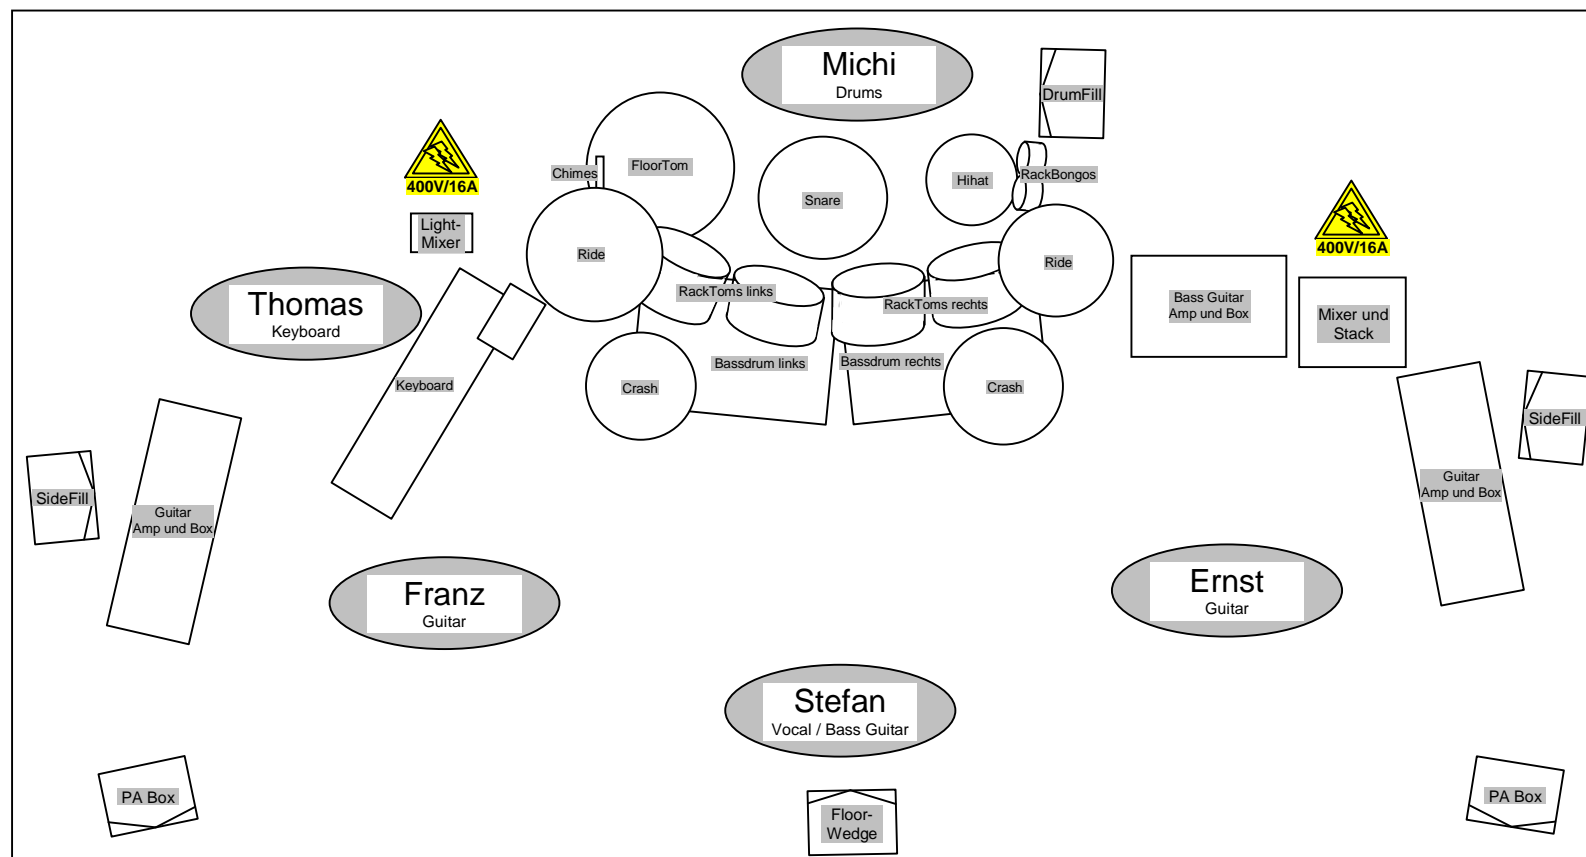 Michi
Drums
DrumFill
400V/16A
Chimes
FloorTom
Snare
Hihat
RackBongos
Light-
Mixer
Ride
Ride
400V/16A
Thomas
Keyboard
RackToms links
RackToms rechts
Bass Guitar
Amp und Box
Mixer und
Stack
Keyboard
Crash
Bassdrum links
Bassdrum rechts
Crash
SideFill
SideFill
Guitar
Amp und Box
Guitar
Amp und Box
Franz
Guitar
Ernst
Guitar
Stefan
Vocal / Bass Guitar
PA Box
Floor-
Wedge
PA Box